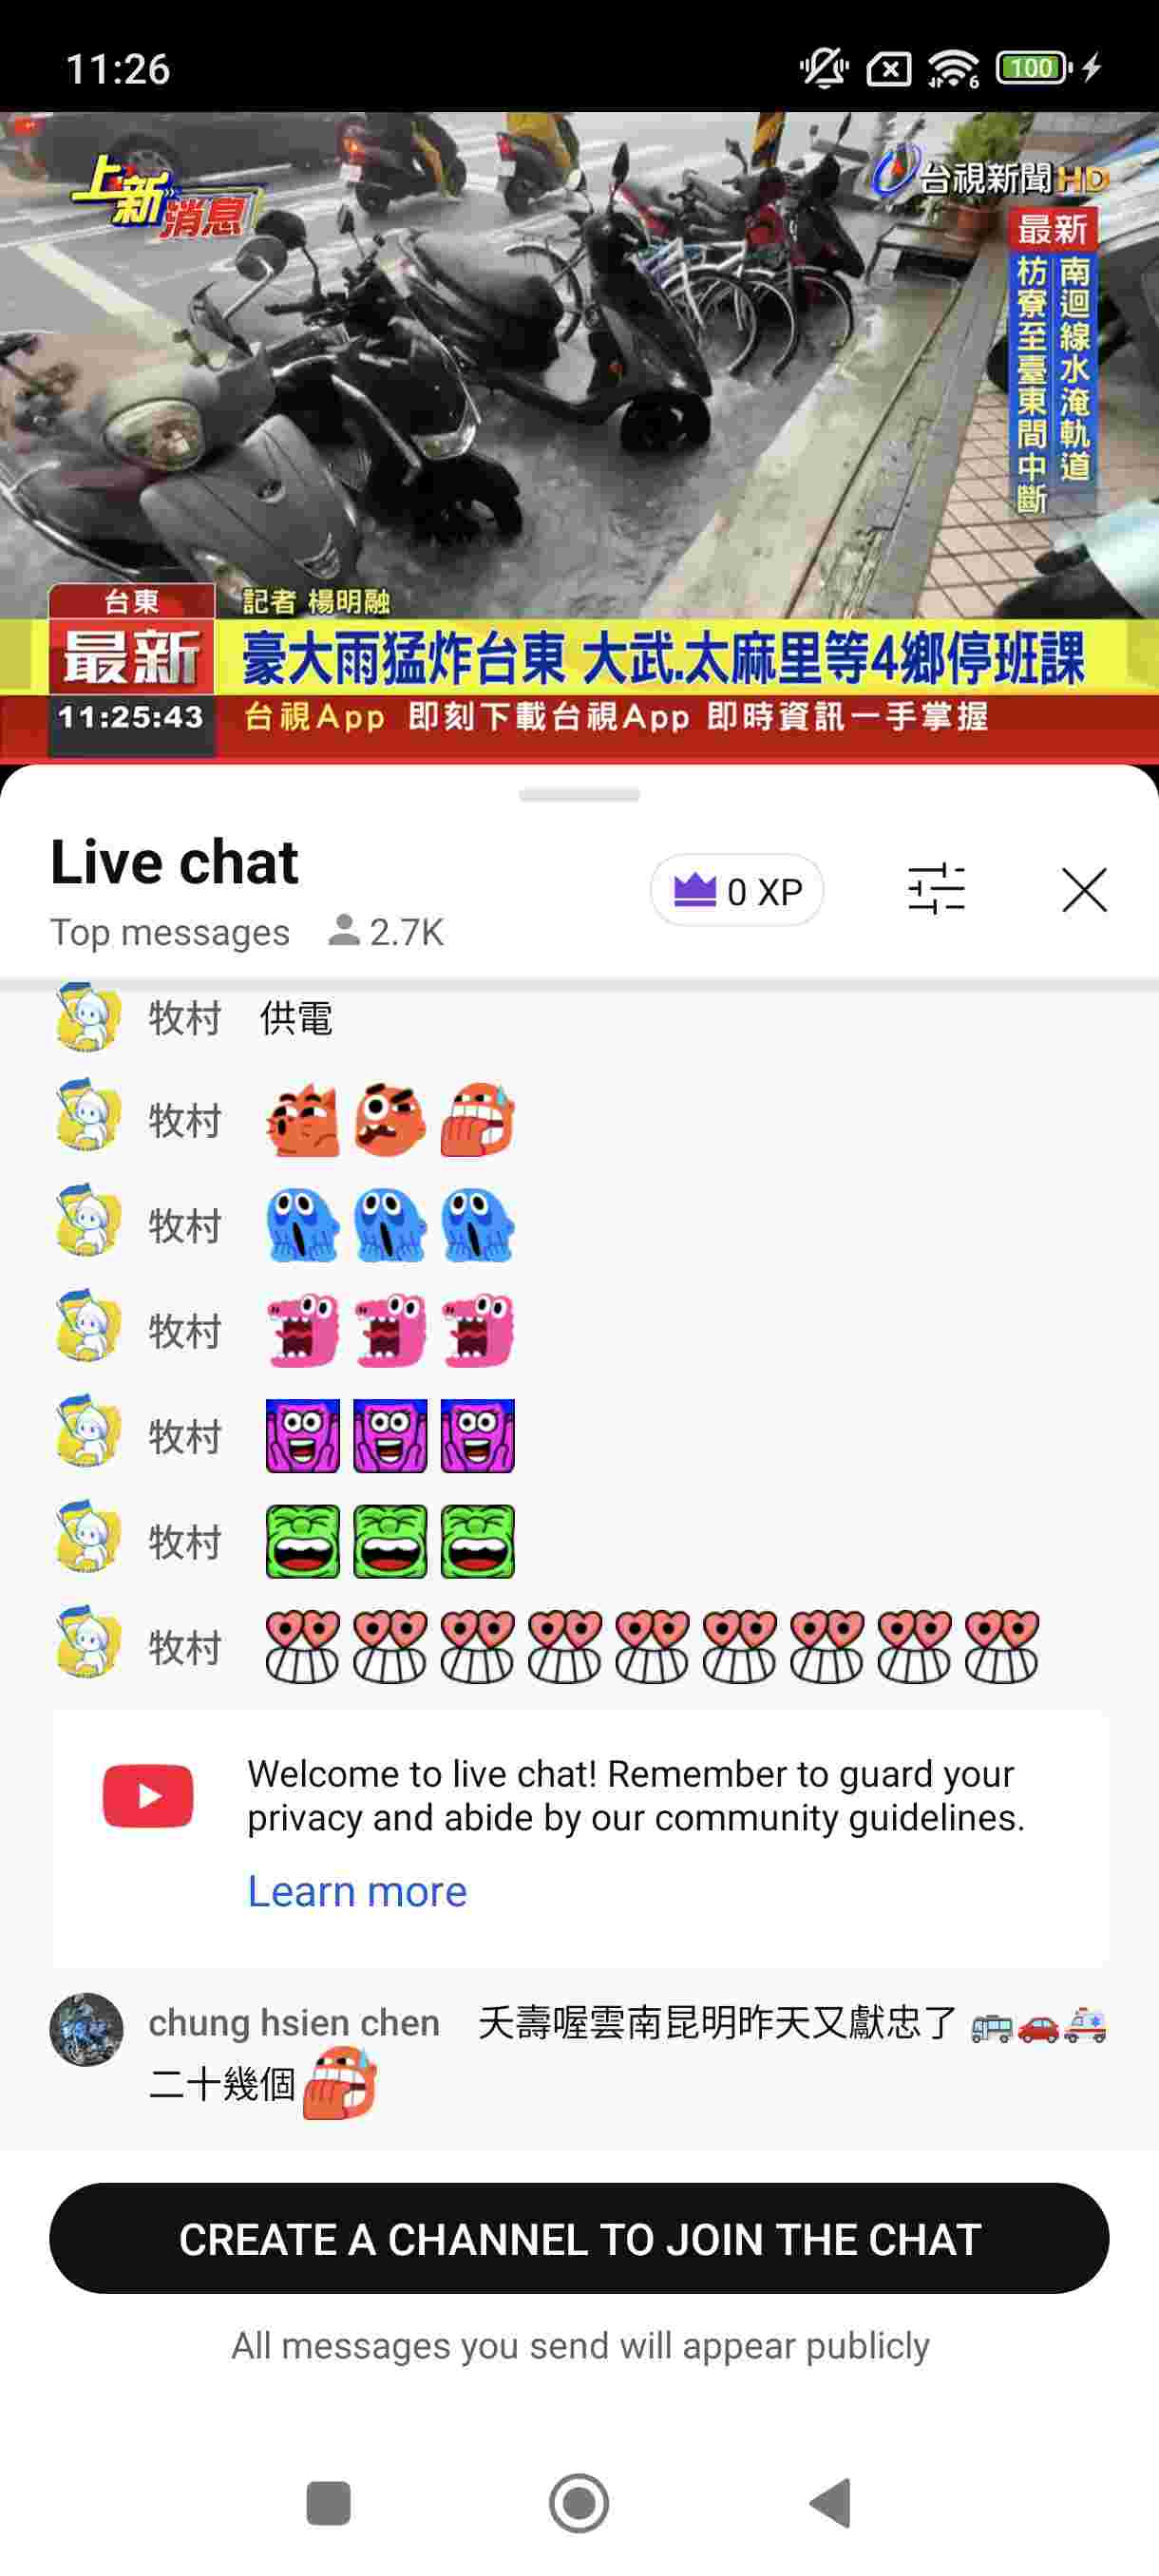 11:26
100
上新消息
台視新聞HD
最新
南迴線水淹軌道
枋寮至臺東間中斷
台東
記者 楊明融
最新
豪大雨猛炸台東 大武.太麻里等4鄉停班課
11:25:43
台視App 即刻下載台視App 即時資訊一手掌握
Live chat
Top messages 2.7K
0 XP
牧村 供電
牧村
牧村
牧村
牧村
牧村
牧村
Welcome to live chat! Remember to guard your
privacy and abide by our community guidelines.
Learn more
chung hsien chen 夭壽喔雲南昆明昨天又獻忠了
二十幾個
CREATE A CHANNEL TO JOIN THE CHAT
All messages you send will appear publicly